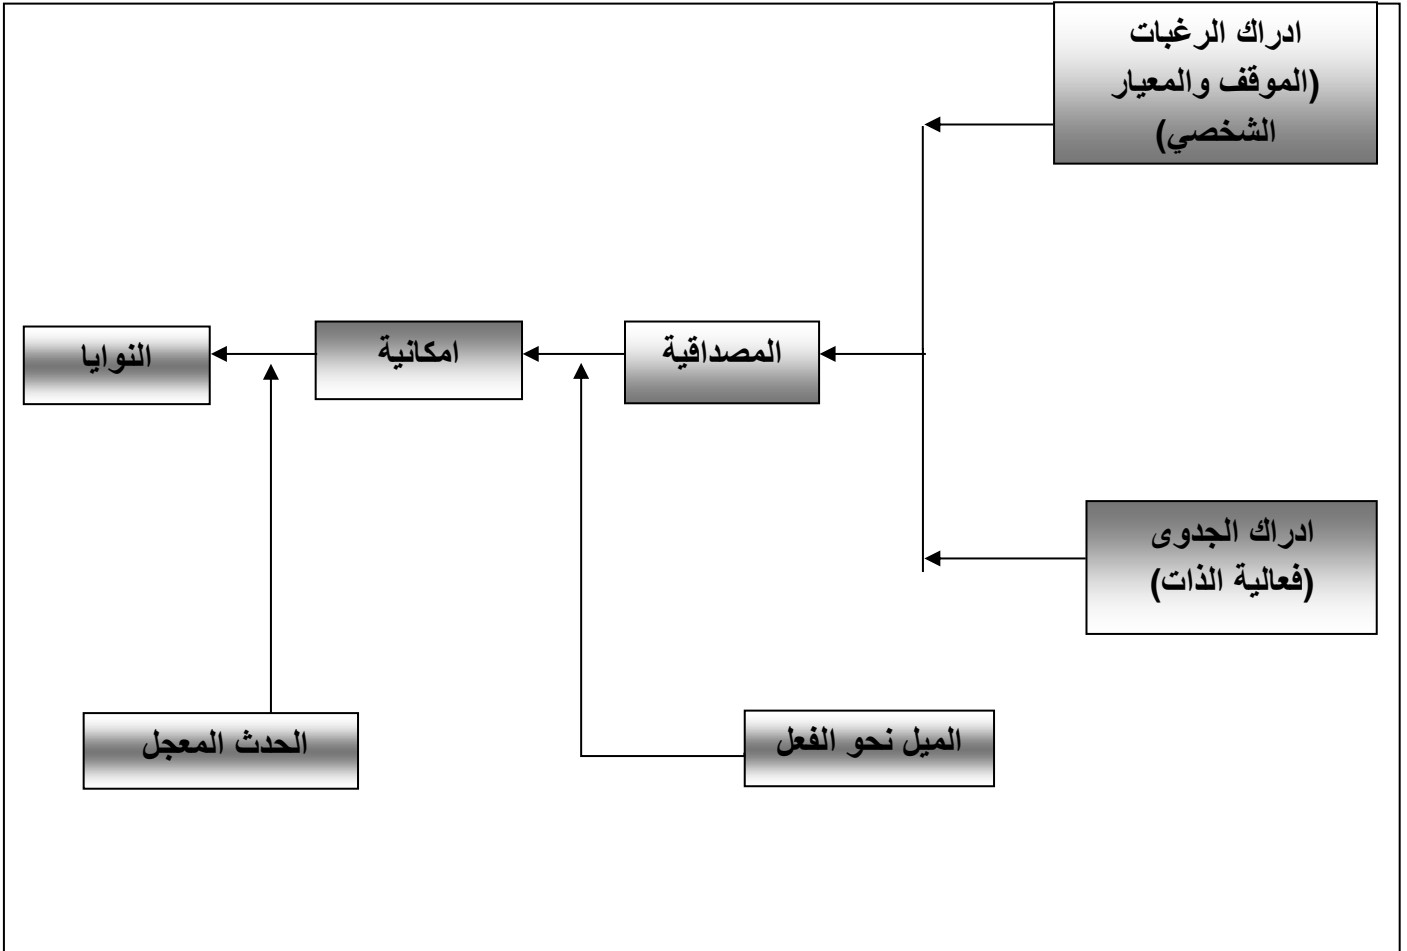 ادراك الرغبات
(الموقف والمعيار
الشخصي)
المصداقية
امكانية
النوايا
ادراك الجدوى
(فعالية الذات)
الميل نحو الفعل
الحدث المعجل